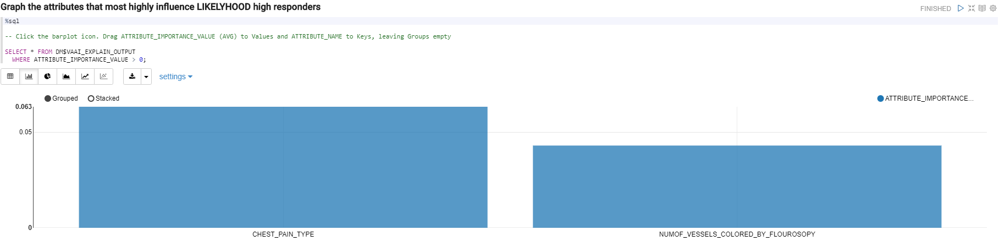 Graph the attributes that most highly influence LIKELYHOOD high responders
FINISHED
%sql
-- Click the barplot icon. Drag ATTRIBUTE_IMPORTANCE_VALUE (AVG) to Values and ATTRIBUTE_NAME to Keys, leaving Groups empty
SELECT * FROM DM$VAAI_EXPLAIN_OUTPUT
WHERE ATTRIBUTE_IMPORTANCE_VALUE > 0;
settings
Grouped Stacked
ATTRIBUTE_IMPORTANCE...
0.063
0.05
0
CHEST_PAIN_TYPE
NUMOF_VESSELS_COLORED_BY_FLOUROSOPY